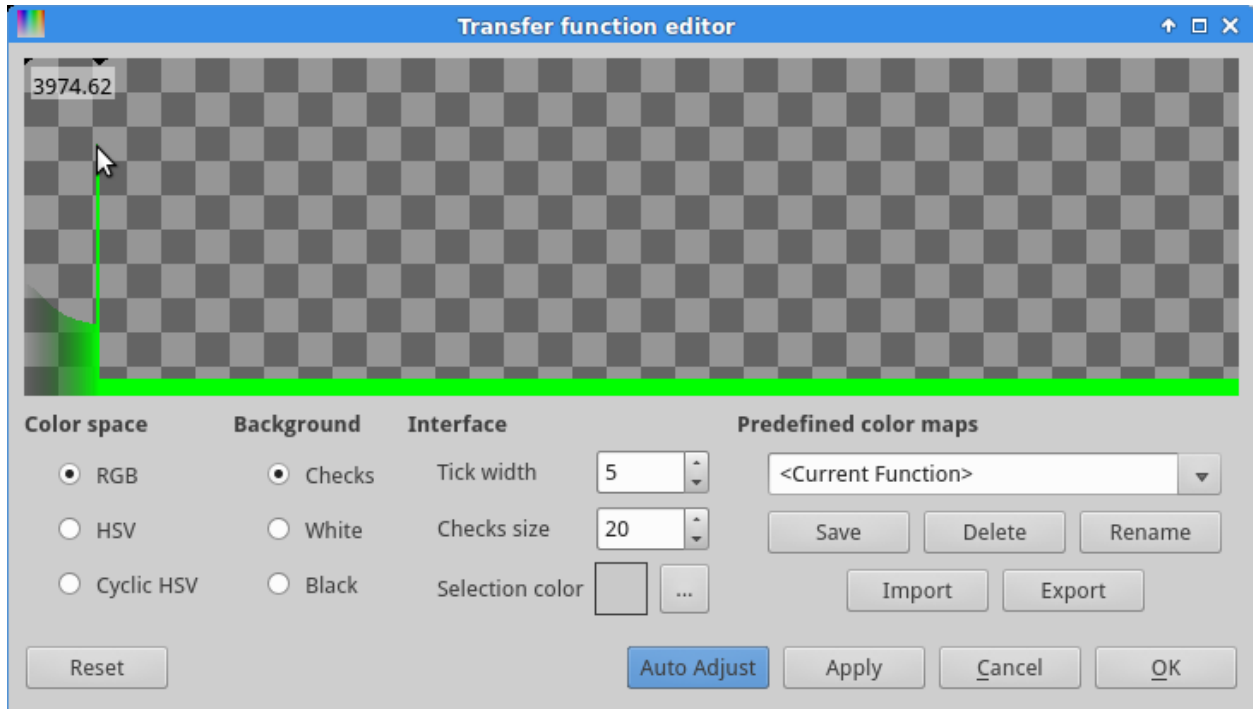 Transfer function editor
3974.62
Color space
Background
Interface
Predefined color maps
RGB
Checks
Tick width
5
<Current Function>
HSV
White
Checks size
20
Save
Delete
Rename
Cyclic HSV
Black
Selection color
...
Import
Export
Reset
Auto Adjust
Apply
Cancel
OK